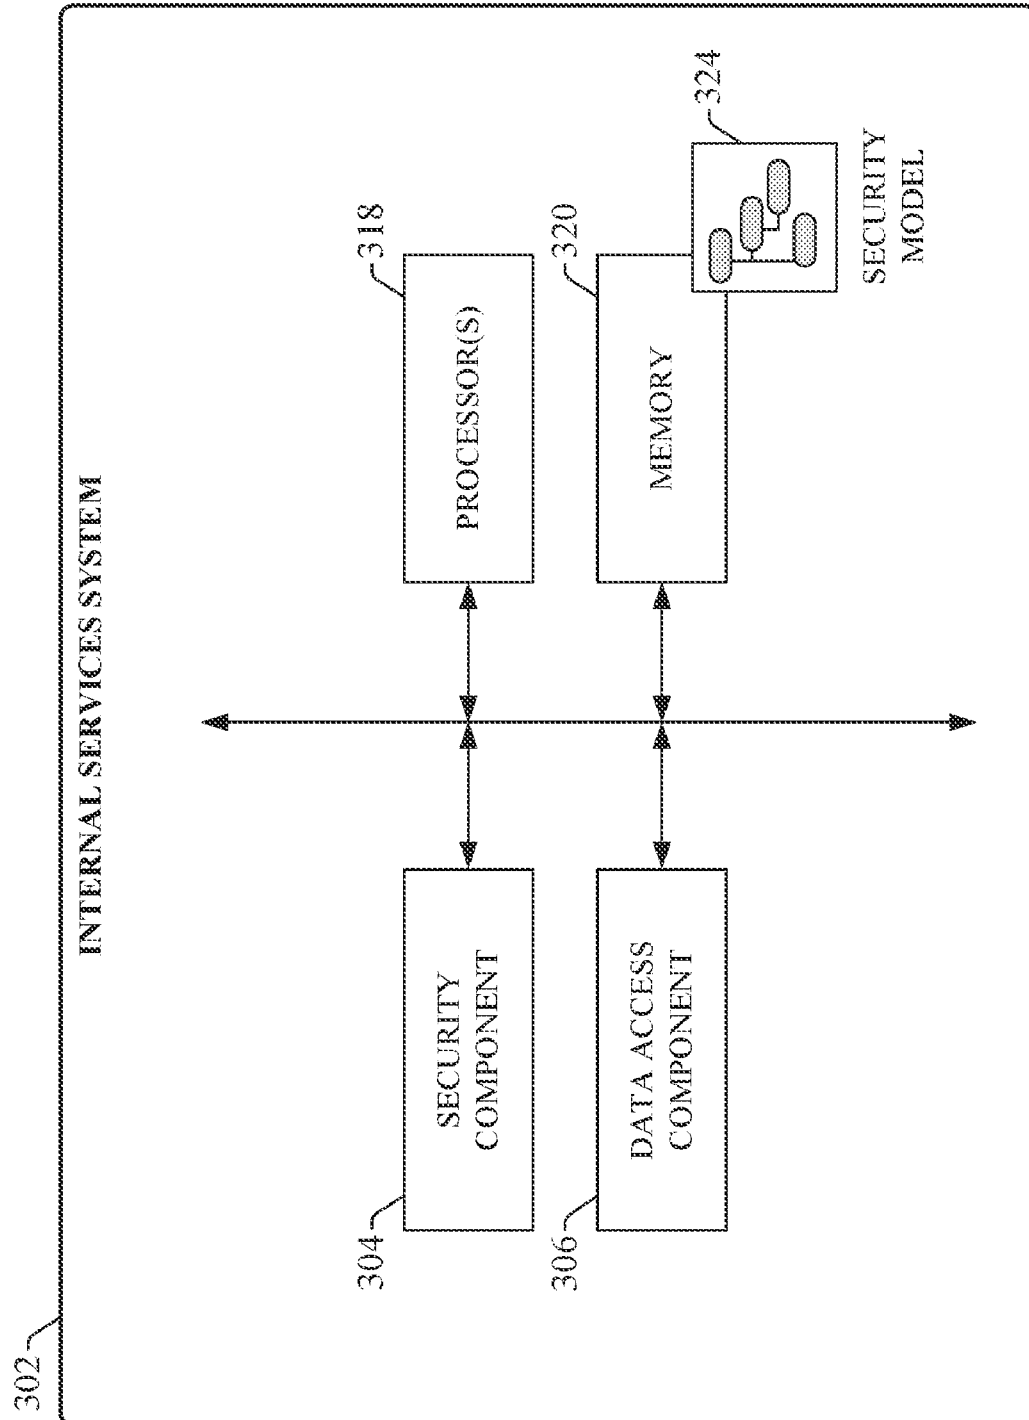 302
INTERNAL SERVICES SYSTEM
304
SECURITY
COMPONENT
318
PROCESSOR(S)
306
DATA ACCESS
COMPONENT
320
MEMORY
324
SECURITY
MODEL